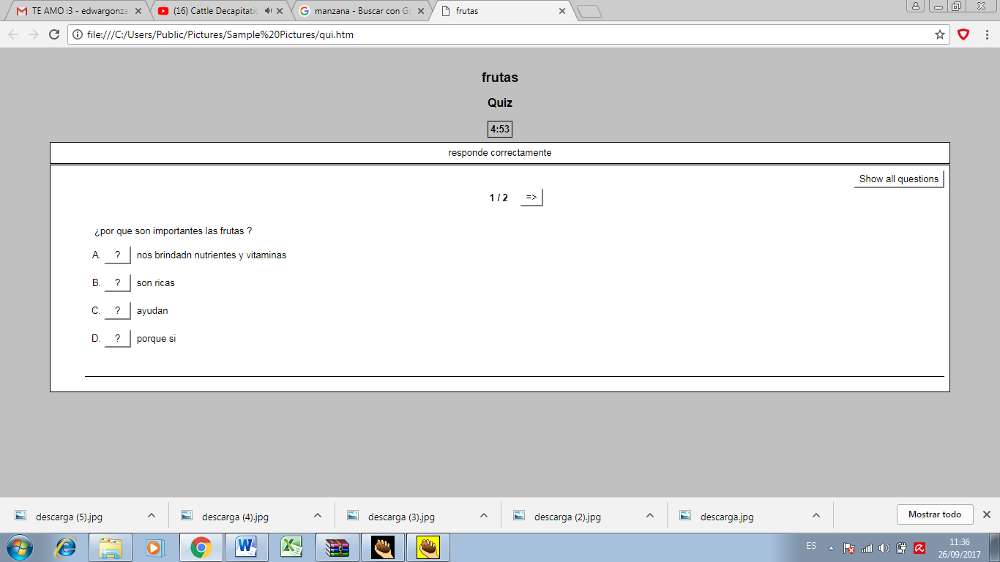 TE AMO :3 - edwargonza
(16) Cattle Decapitatio
manzana - Buscar con Go
frutas
file:///C:/Users/Public/Pictures/Sample%20Pictures/qui.htm
frutas
Quiz
4:53
responde correctamente
Show all questions
1 / 2 =>
¿por que son importantes las frutas ?
A. ? nos brindadn nutrientes y vitaminas
B. ? son ricas
C. ? ayudan
D. ? porque si
descarga (5).jpg
descarga (4).jpg
descarga (3).jpg
descarga (2).jpg
descarga.jpg
Mostrar todo
ES
11:36
26/09/2017